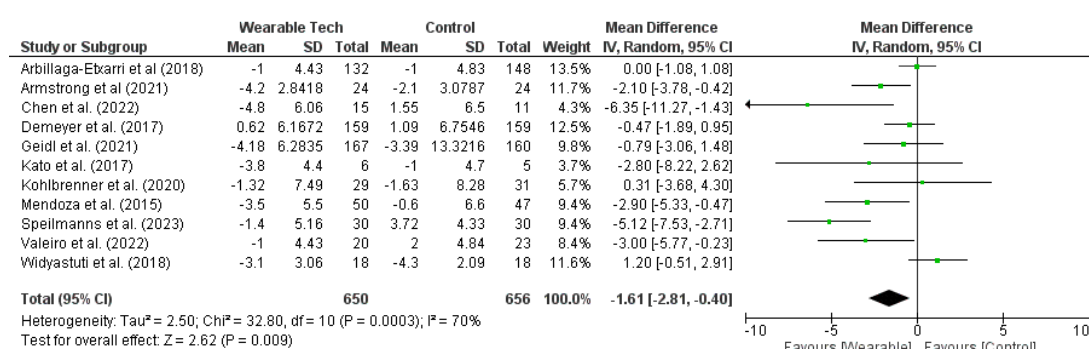 Wearable Tech Control Mean Difference Mean Difference
Study or Subgroup Mean SD Total Mean SD Total Weight IV, Random, 95% CI IV, Random, 95% CI
Arbillaga-Etxarri et al (2018) -1 4.43 132 -1 4.83 148 13.5% 0.00 [-1.08, 1.08]
Armstrong et al (2021) -4.2 2.8418 24 -2.1 3.0787 24 11.7% -2.10 [-3.78, -0.42]
Chen et al. (2022) -4.8 6.06 15 1.55 6.5 11 4.3% -6.35 [-11.27, -1.43]
Demeyer et al. (2017) 0.62 6.1672 159 1.09 6.7546 159 12.5% -0.47 [-1.89, 0.95]
Geidl et al. (2021) -4.18 6.2835 167 -3.39 13.3216 160 9.8% -0.79 [-3.06, 1.48]
Kato et al. (2017) -3.8 4.4 6 -1 4.7 5 3.7% -2.80 [-8.22, 2.62]
Kohlbrenner et al. (2020) -1.32 7.49 29 -1.63 8.28 31 5.7% 0.31 [-3.68, 4.30]
Mendoza et al. (2015) -3.5 5.5 50 -0.6 6.6 47 9.4% -2.90 [-5.33, -0.47]
Speilmanns et al. (2023) -1.4 5.16 30 3.72 4.33 30 9.4% -5.12 [-7.53, -2.71]
Valeiro et al. (2022) -1 4.43 20 2 4.84 23 8.4% -3.00 [-5.77, -0.23]
Widyastuti et al. (2018) -3.1 3.06 18 -4.3 2.09 18 11.6% 1.20 [-0.51, 2.91]
Total (95% CI) 650 656 100.0% -1.61 [-2.81, -0.40]
Heterogeneity: Tau² = 2.50; Chi² = 32.80, df = 10 (P = 0.0003); I² = 70%
Test for overall effect: Z = 2.62 (P = 0.009)
-10 -5 0 5 10
Favours [Wearable] Favours [Control]